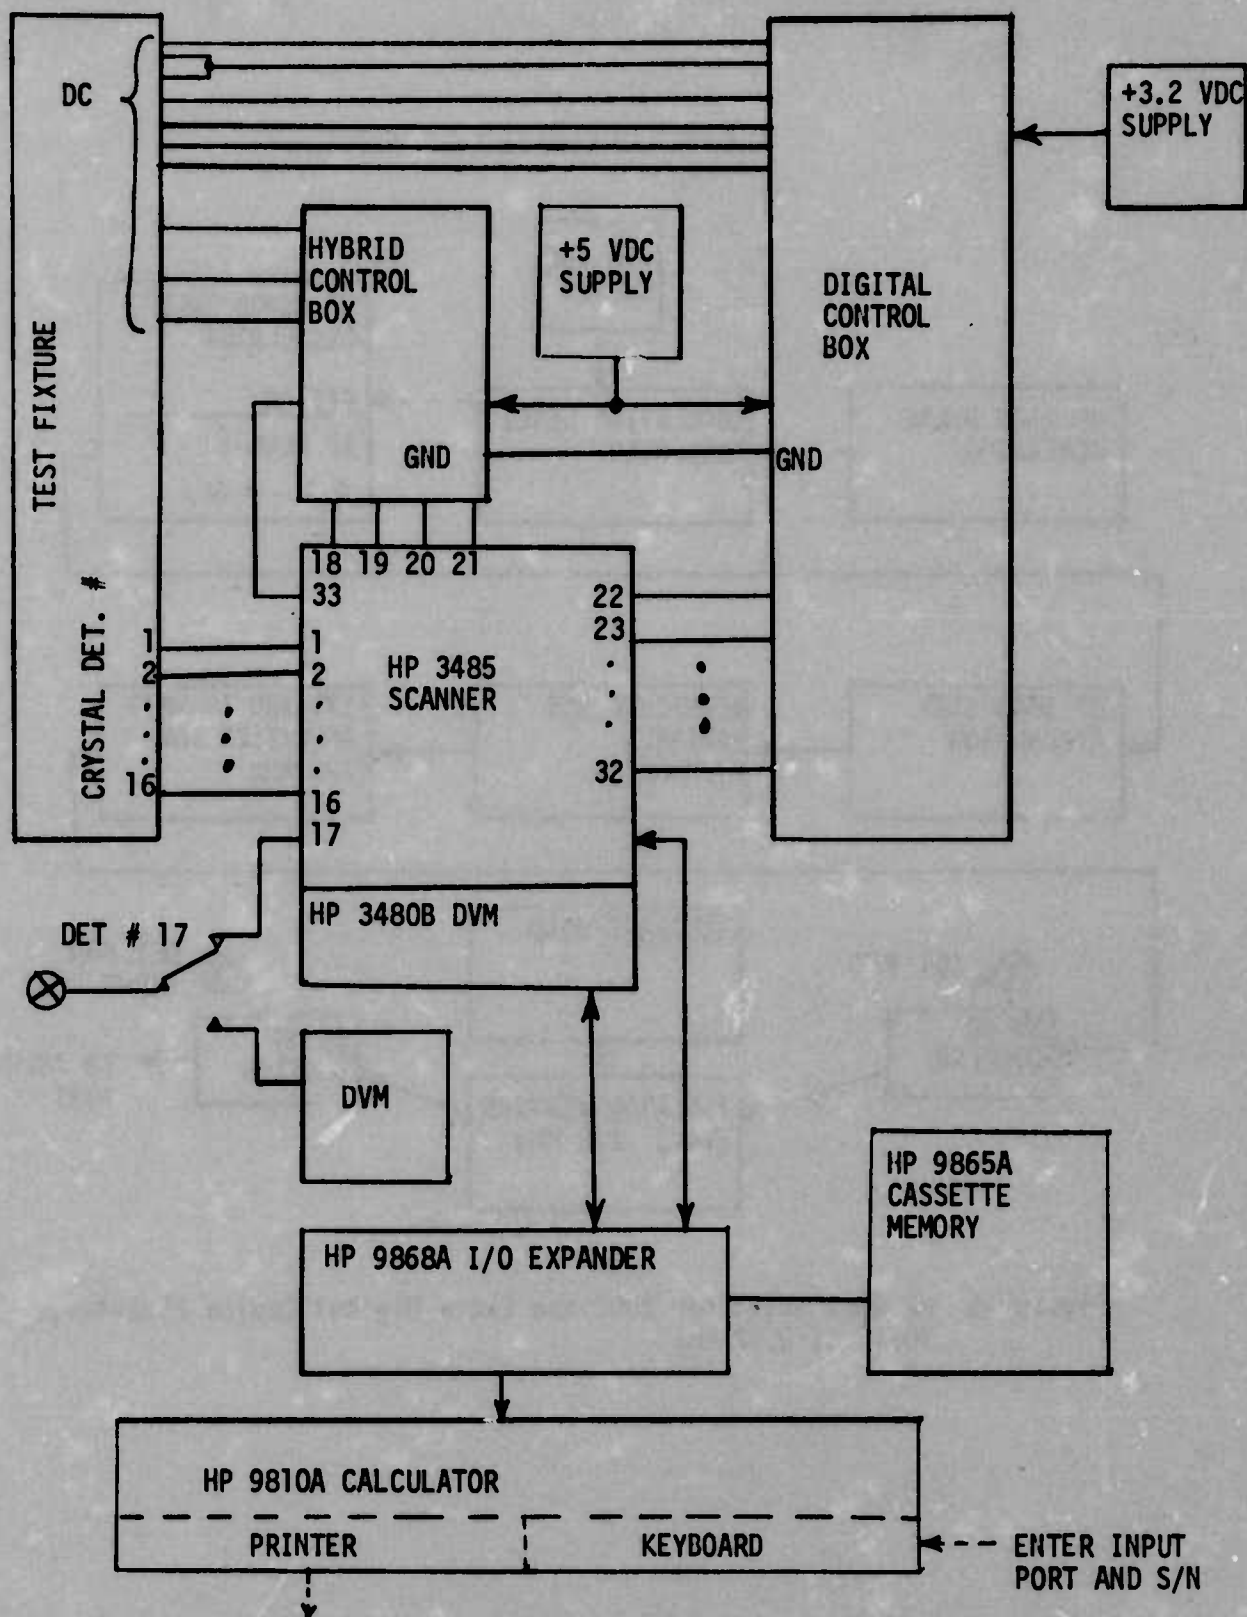 DC
TEST FIXTURE
CRYSTAL DET. #
1
2
16
HYBRID
CONTROL
BOX
GND
+5 VDC
SUPPLY
DIGITAL
CONTROL
BOX
GND
+3.2 VDC
SUPPLY
18 19 20 21
33
1
2
16
17
HP 3485
SCANNER
22
23
32
HP 3480B DVM
DET # 17
DVM
HP 9865A
CASSETTE
MEMORY
HP 9868A I/O EXPANDER
HP 9810A CALCULATOR
PRINTER
KEYBOARD
ENTER INPUT
PORT AND S/N